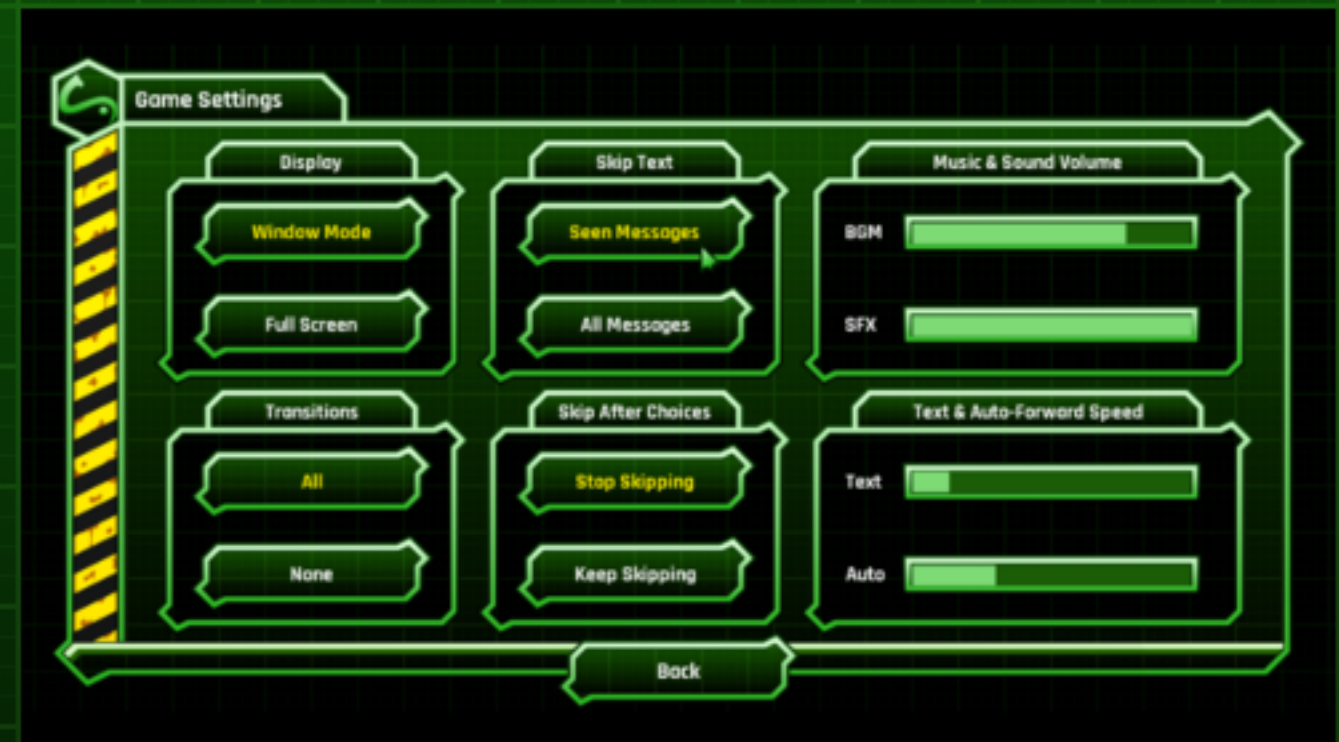 Game Settings
Display
Window Mode
Full Screen
Skip Text
Seen Messages
All Messages
Music & Sound Volume
BGM
SFX
Transitions
All
None
Skip After Choices
Stop Skipping
Keep Skipping
Text & Auto-Forward Speed
Text
Auto
Back